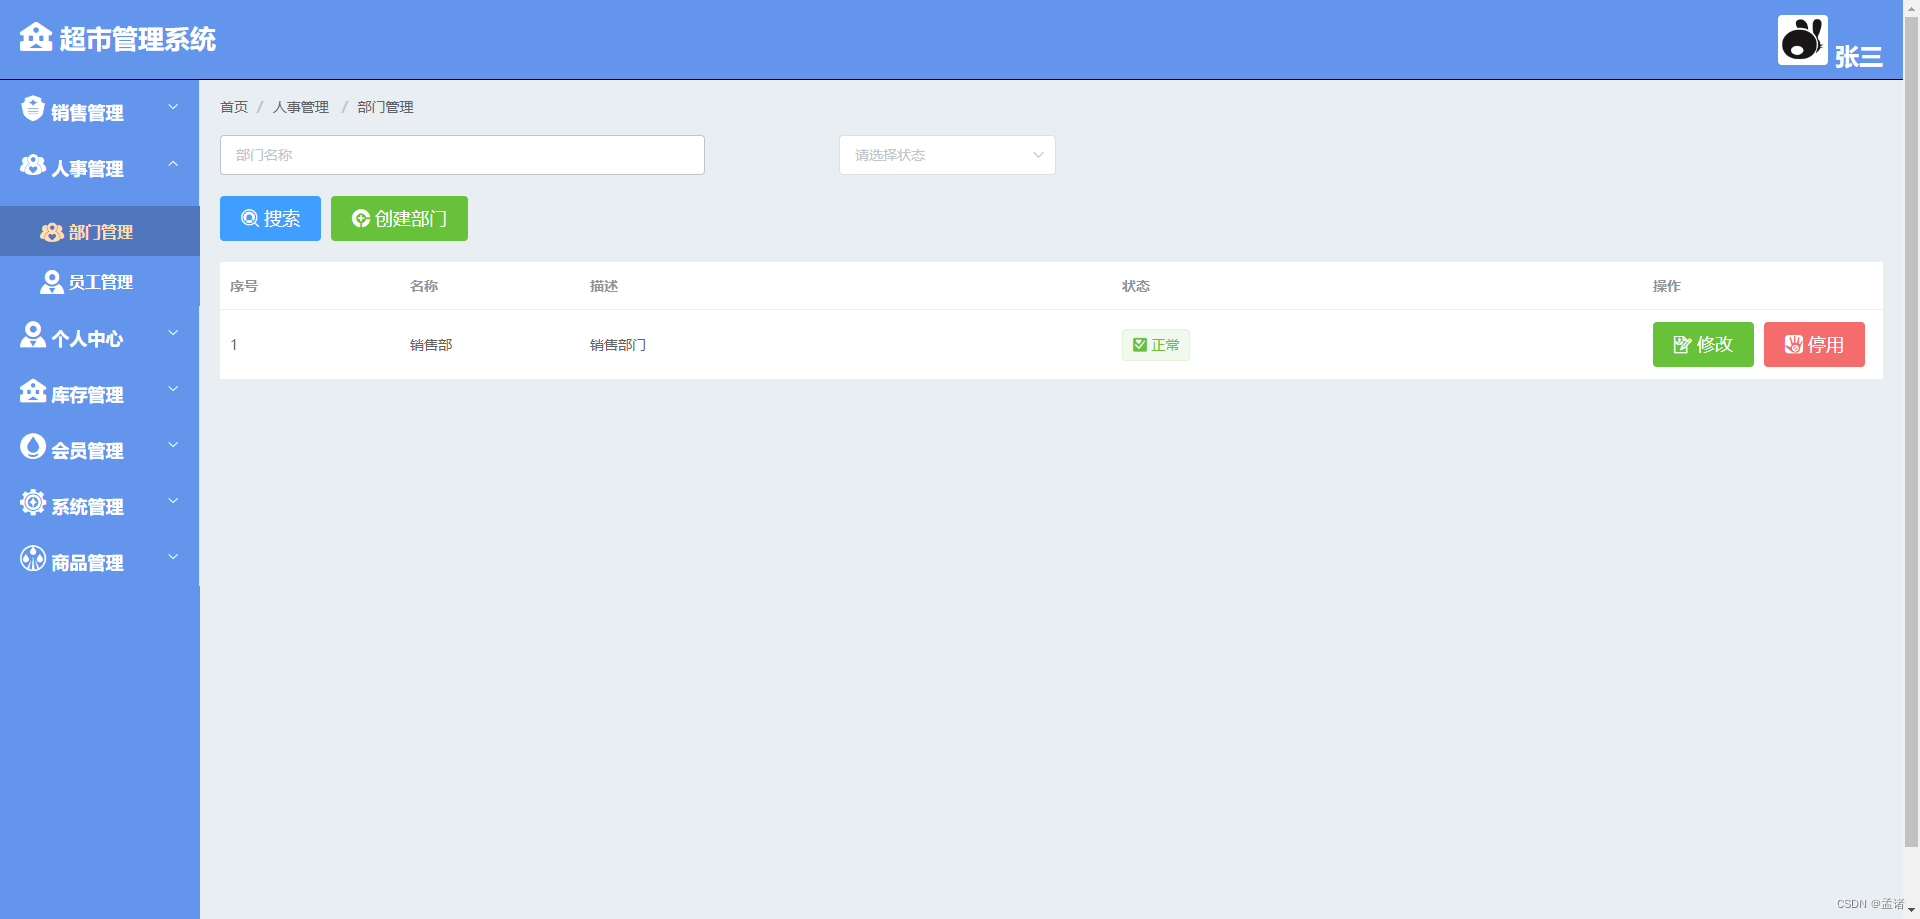 超市管理系统
张三
销售管理
人事管理
部门管理
员工管理
个人中心
库存管理
会员管理
系统管理
商品管理
首页 / 人事管理 / 部门管理
部门名称 请选择状态
搜索 创建部门
序号 名称 描述 状态 操作
1 销售部 销售部门 正常 修改 停用
CSDN @孟诸